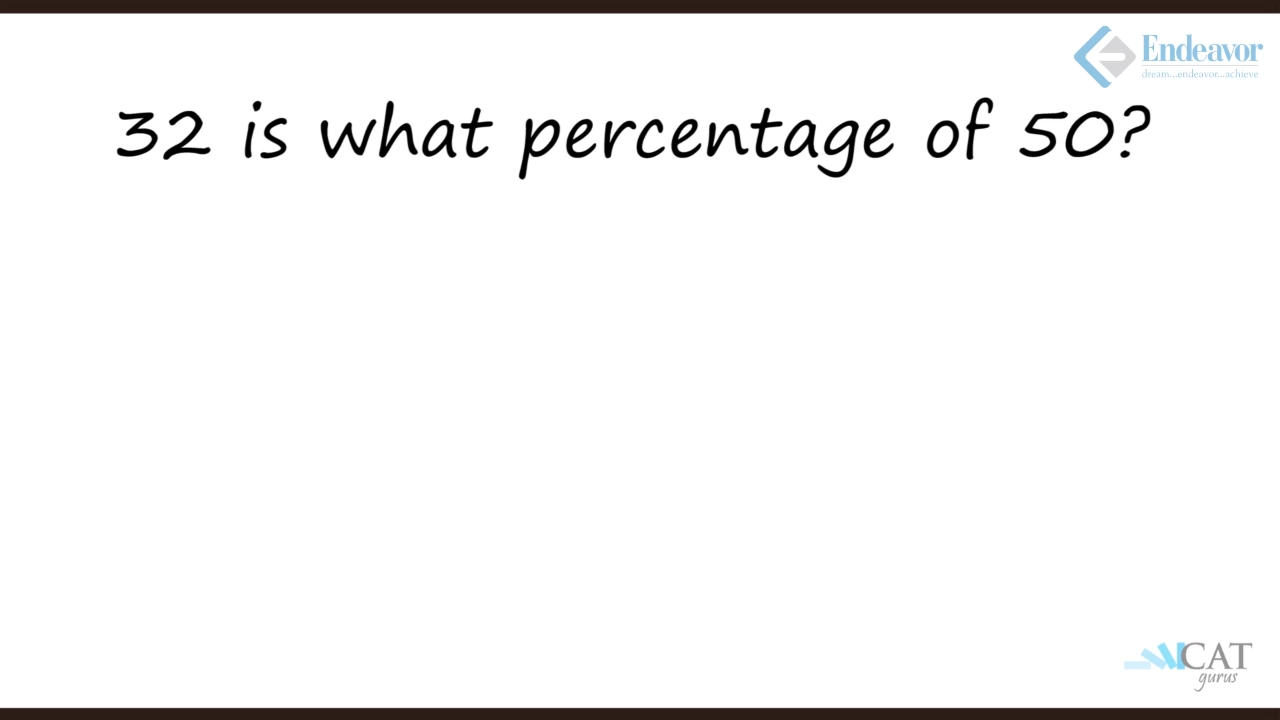 Endeavor
dream...endeavor...achieve
32 is what percentage of 50?
CAT
gurus